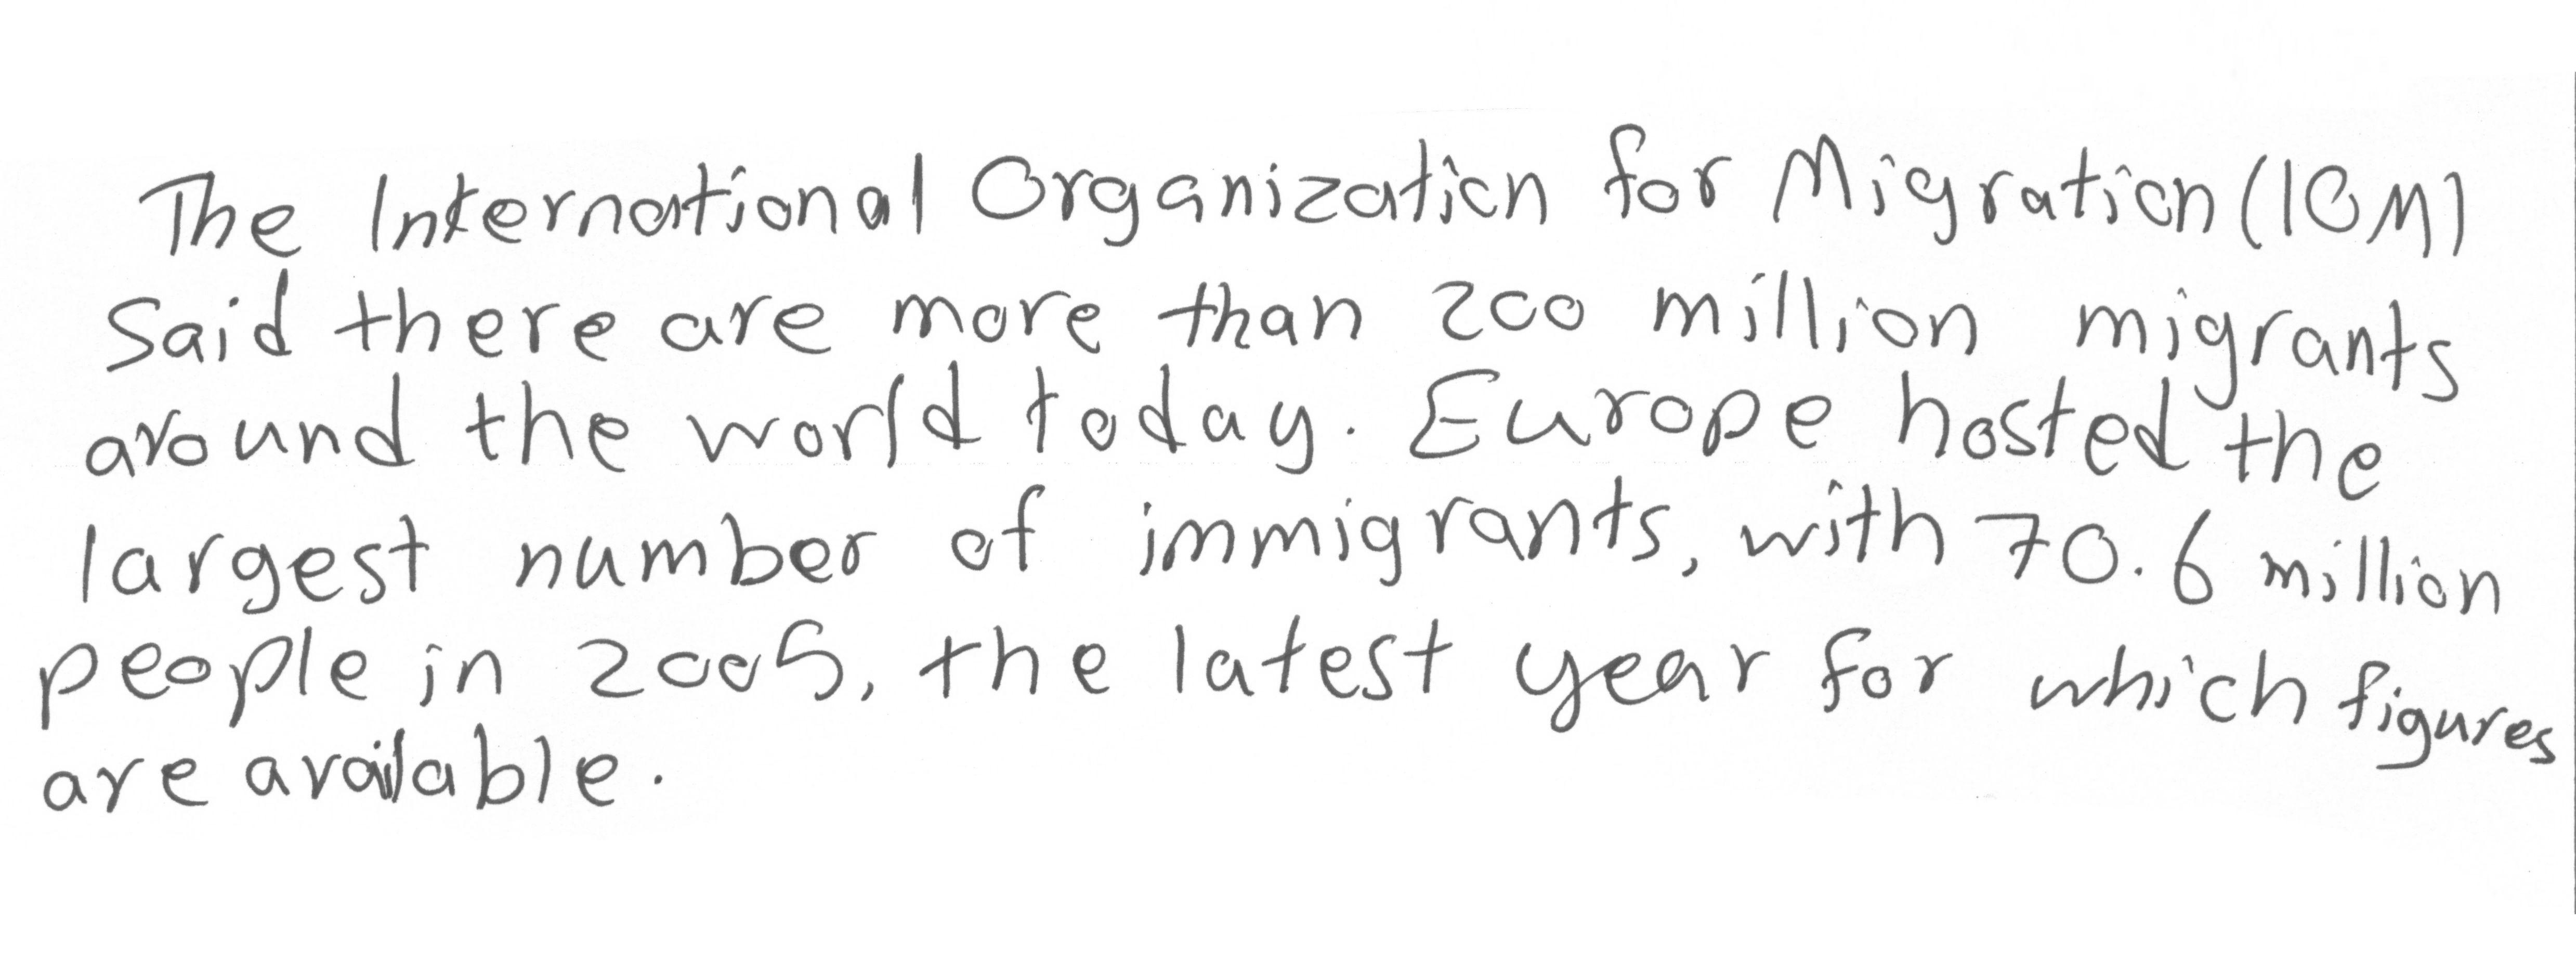 The International Organization for Migration (IOM)
Said there are more than 200 million migrants
around the world today. Europe hosted the
largest number of immigrants, with 70.6 million
people in 2005, the latest year for which figures
are available.